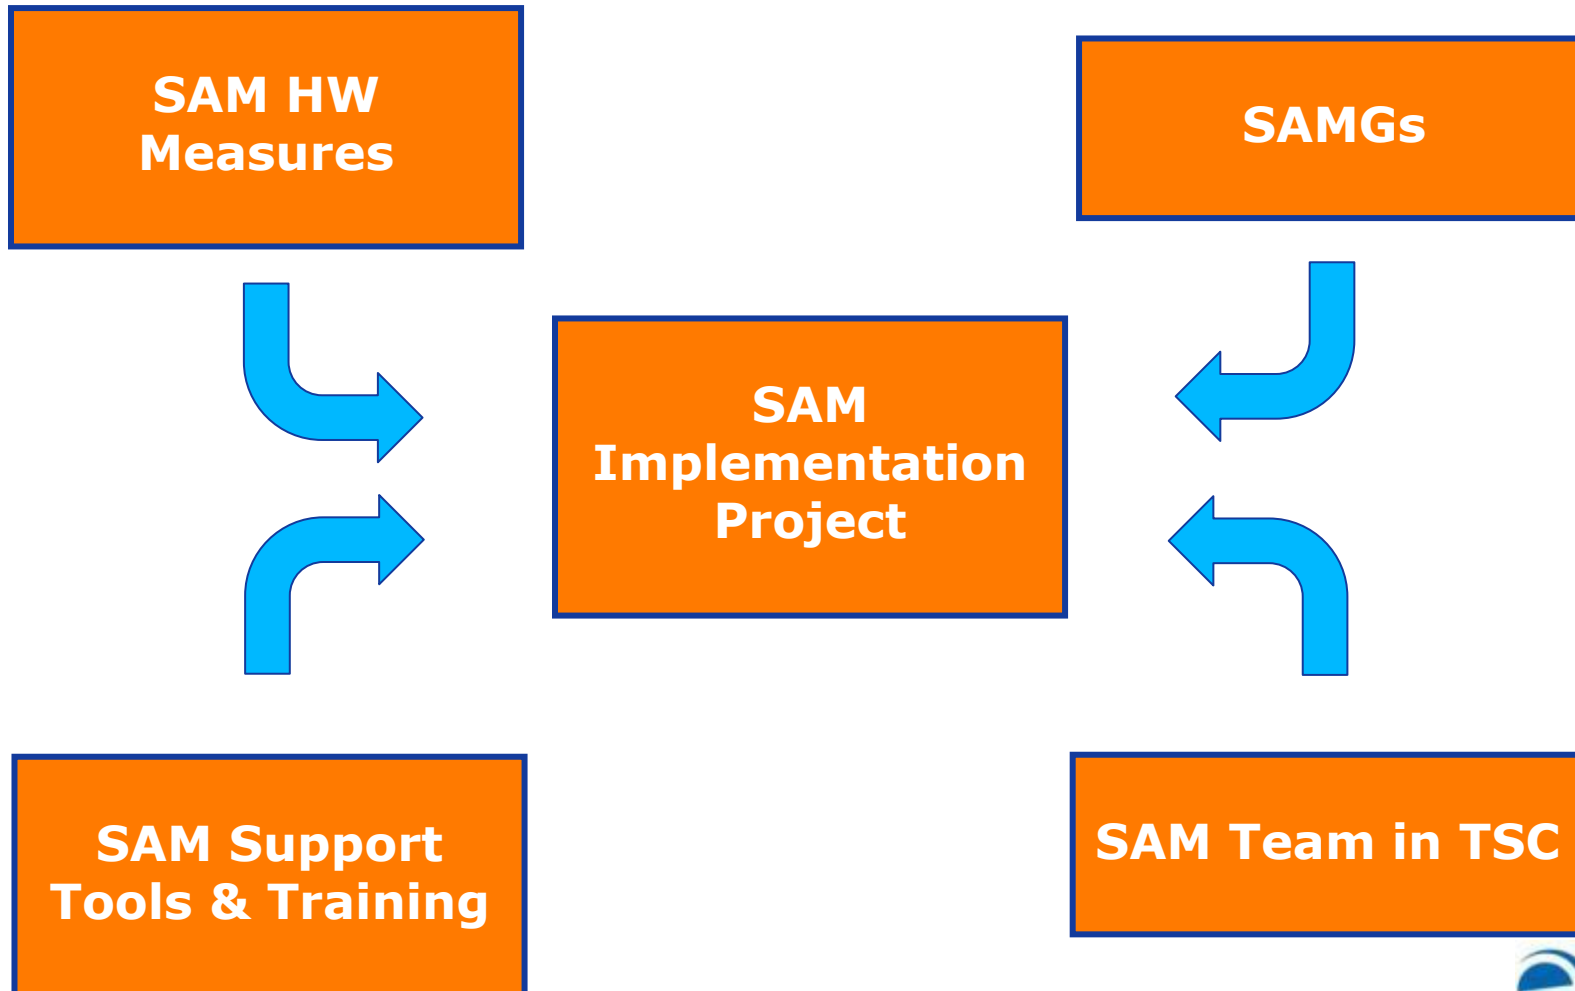 SAM HW
Measures
SAMGs
SAM
Implementation
Project
SAM Support
Tools & Training
SAM Team in TSC